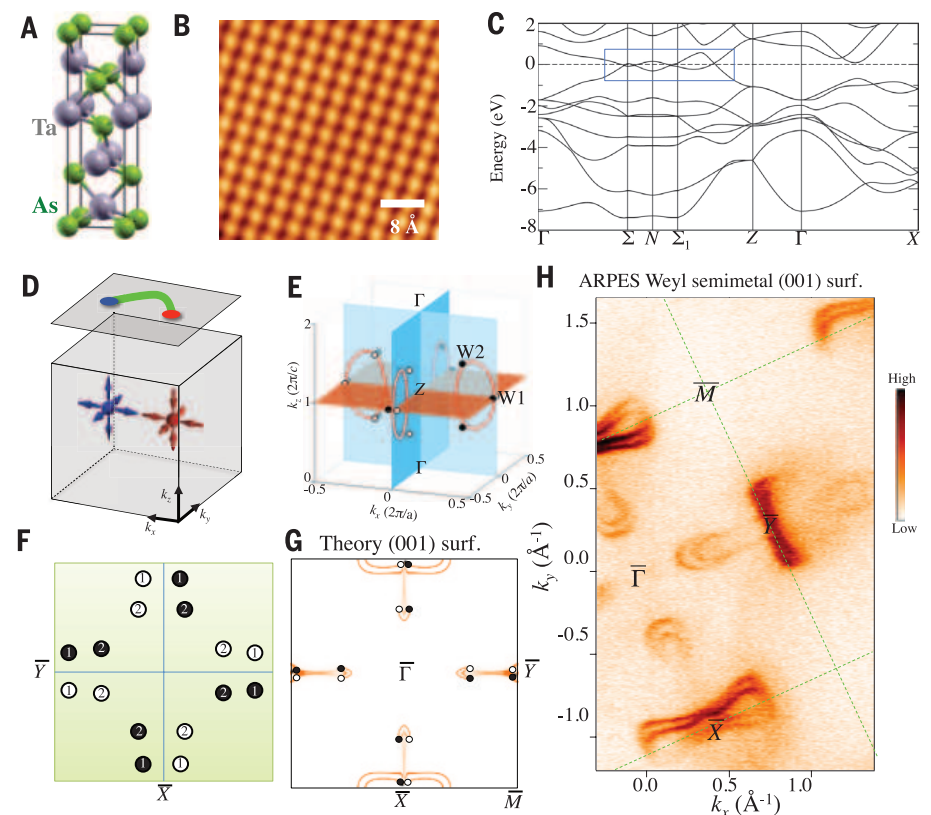 A
Ta
As
B
8 Å
C
Energy (eV)
2
0
-2
-4
-6
-8
Γ Σ N Σ1 Z Γ X
D
kz
kx
ky
E
Γ
W2
Z
W1
Γ
kz (2π/c)
2
1
0
-0.5
0
0.5
kx (2π/a)
-0.5
0
0.5
ky (2π/a)
F
1 1
2 2
1 2 2 1
1 2 2 1
2 2
1 1
Y̅
X̅
G Theory (001) surf.
Γ̅
Y̅
X̅
M̅
H ARPES Weyl semimetal (001) surf.
1.5
1.0
0.5
0.0
-0.5
-1.0
ky (Å-1)
M̅
Y̅
Γ̅
X̅
0.0 0.5 1.0
kx (Å-1)
High
Low